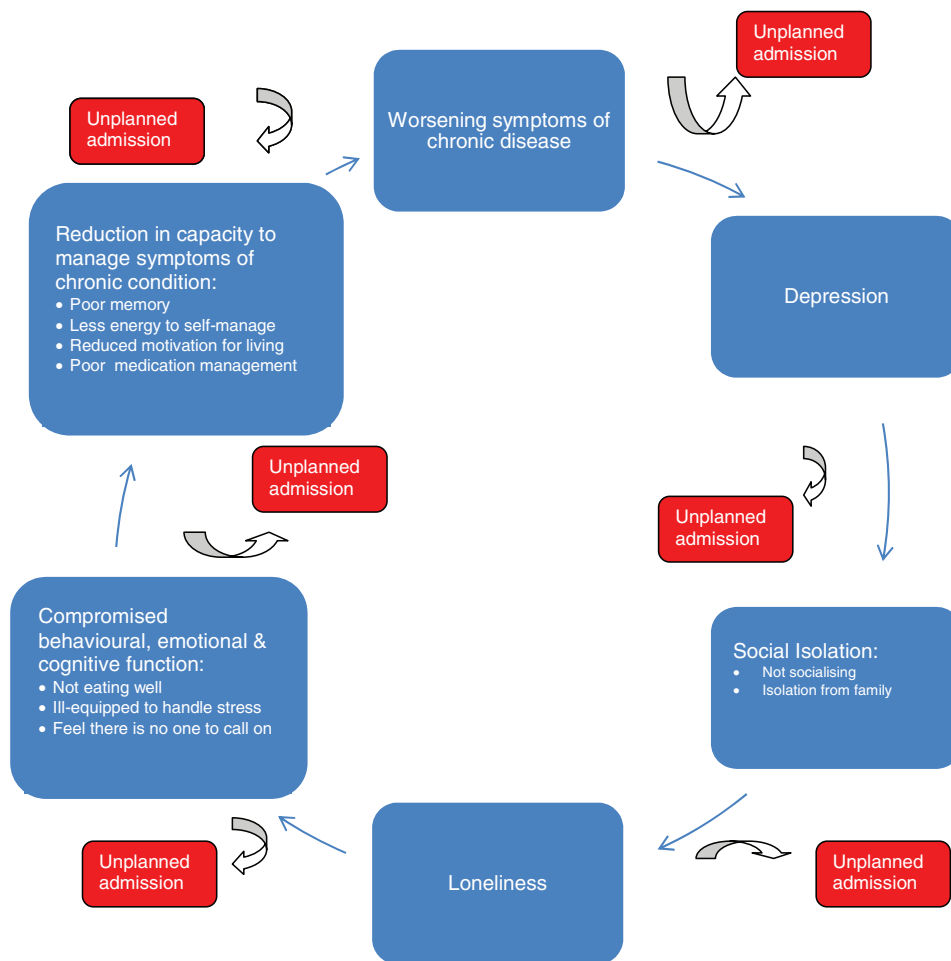 Unplanned
admission
Worsening symptoms of
chronic disease
Unplanned
admission
Depression
Unplanned
admission
Social Isolation:
• Not socialising
• Isolation from family
Unplanned
admission
Loneliness
Unplanned
admission
Compromised
behavioural, emotional &
cognitive function:
• Not eating well
• Ill-equipped to handle stress
• Feel there is no one to call on
Unplanned
admission
Reduction in capacity to
manage symptoms of
chronic condition:
• Poor memory
• Less energy to self-manage
• Reduced motivation for living
• Poor  medication management